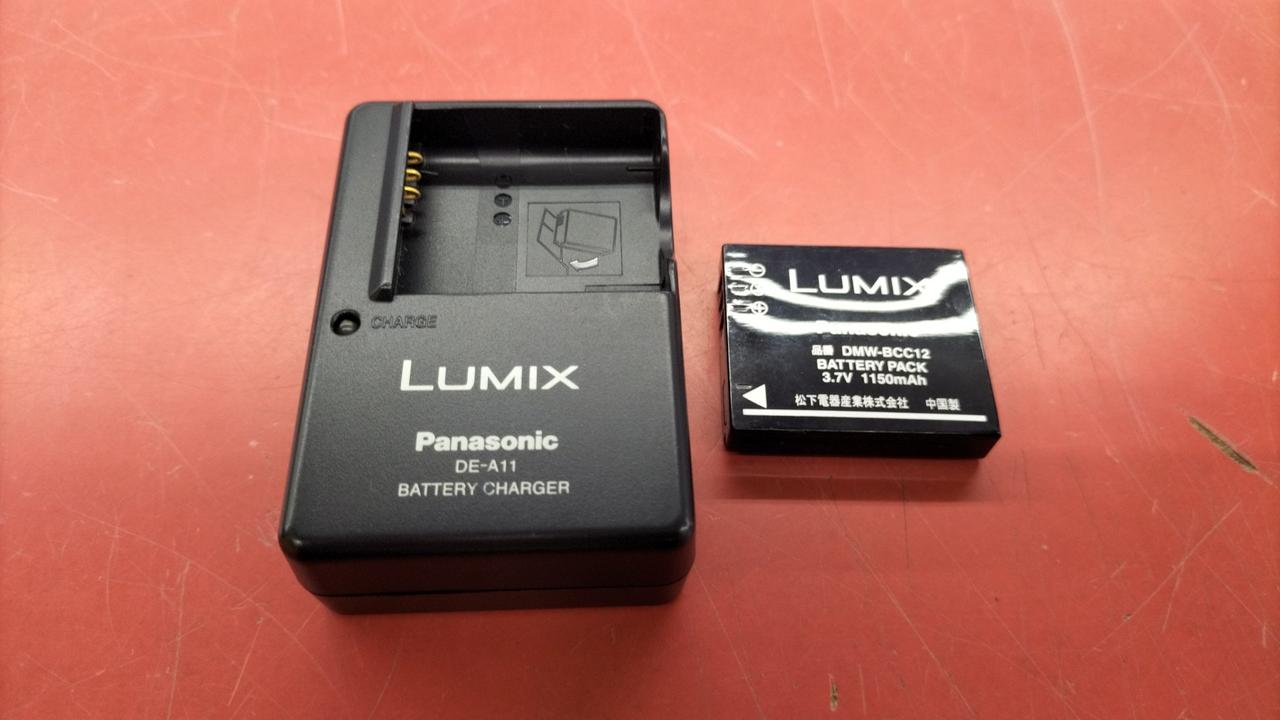 CHARGE
LUMIX
Panasonic
DE-A11
BATTERY CHARGER
LUMIX
Panasonic
品番 DMW-BCC12
BATTERY PACK
3.7V 1150mAh
松下電器産業株式会社 中国製